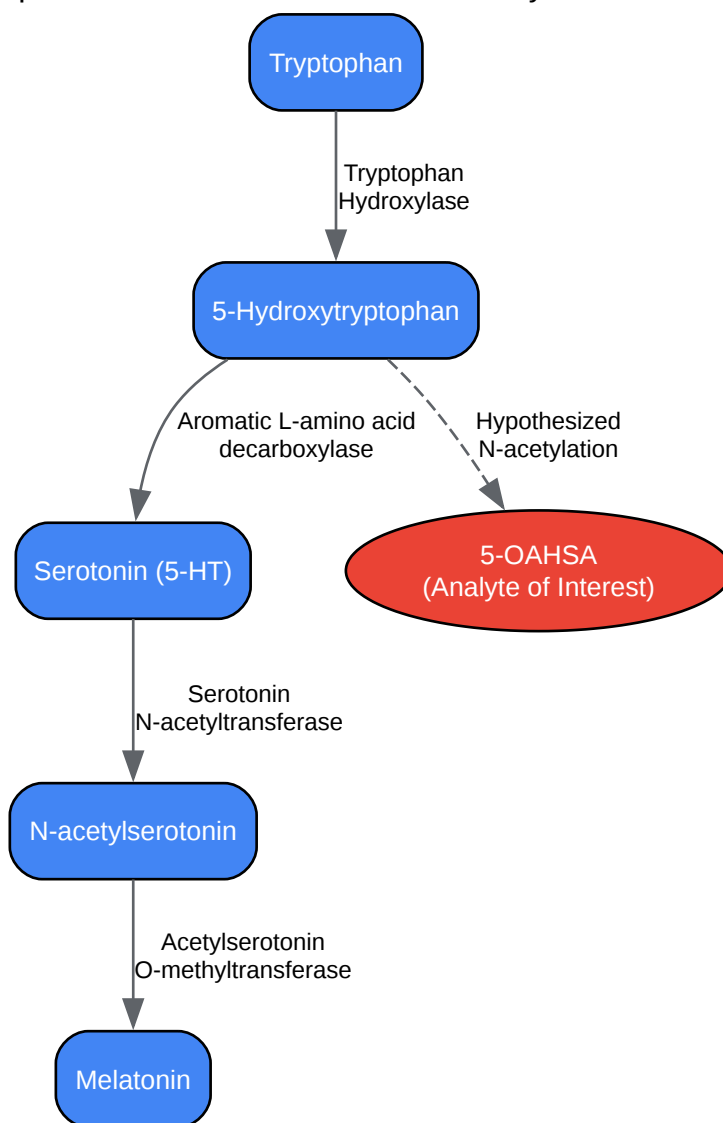 Tryptophan
Tryptophan
Hydroxylase
5-Hydroxytryptophan
Aromatic L-amino acid
decarboxylase
Hypothesized
N-acetylation
Serotonin (5-HT)
5-OAHSA
(Analyte of Interest)
Serotonin
N-acetyltransferase
N-acetylserotonin
Acetylserotonin
O-methyltransferase
Melatonin